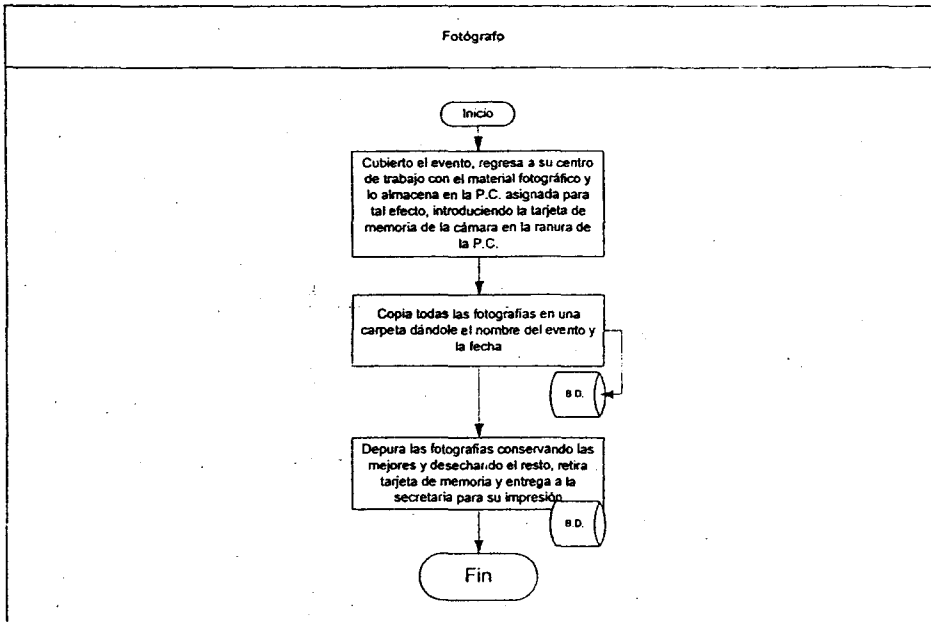 Fotógrafo
Inicio
Cubierto el evento, regresa a su centro
de trabajo con el material fotográfico y
lo almacena en la P.C. asignada para
tal efecto, introduciendo la tarjeta de
memoria de la cámara en la ranura de
la P.C.
Copia todas las fotografías en una
carpeta dándole el nombre del evento y
la fecha
B.D.
Depura las fotografías conservando las
mejores y desechando el resto, retira
tarjeta de memoria y entrega a la
secretaria para su impresión
B.D.
Fin